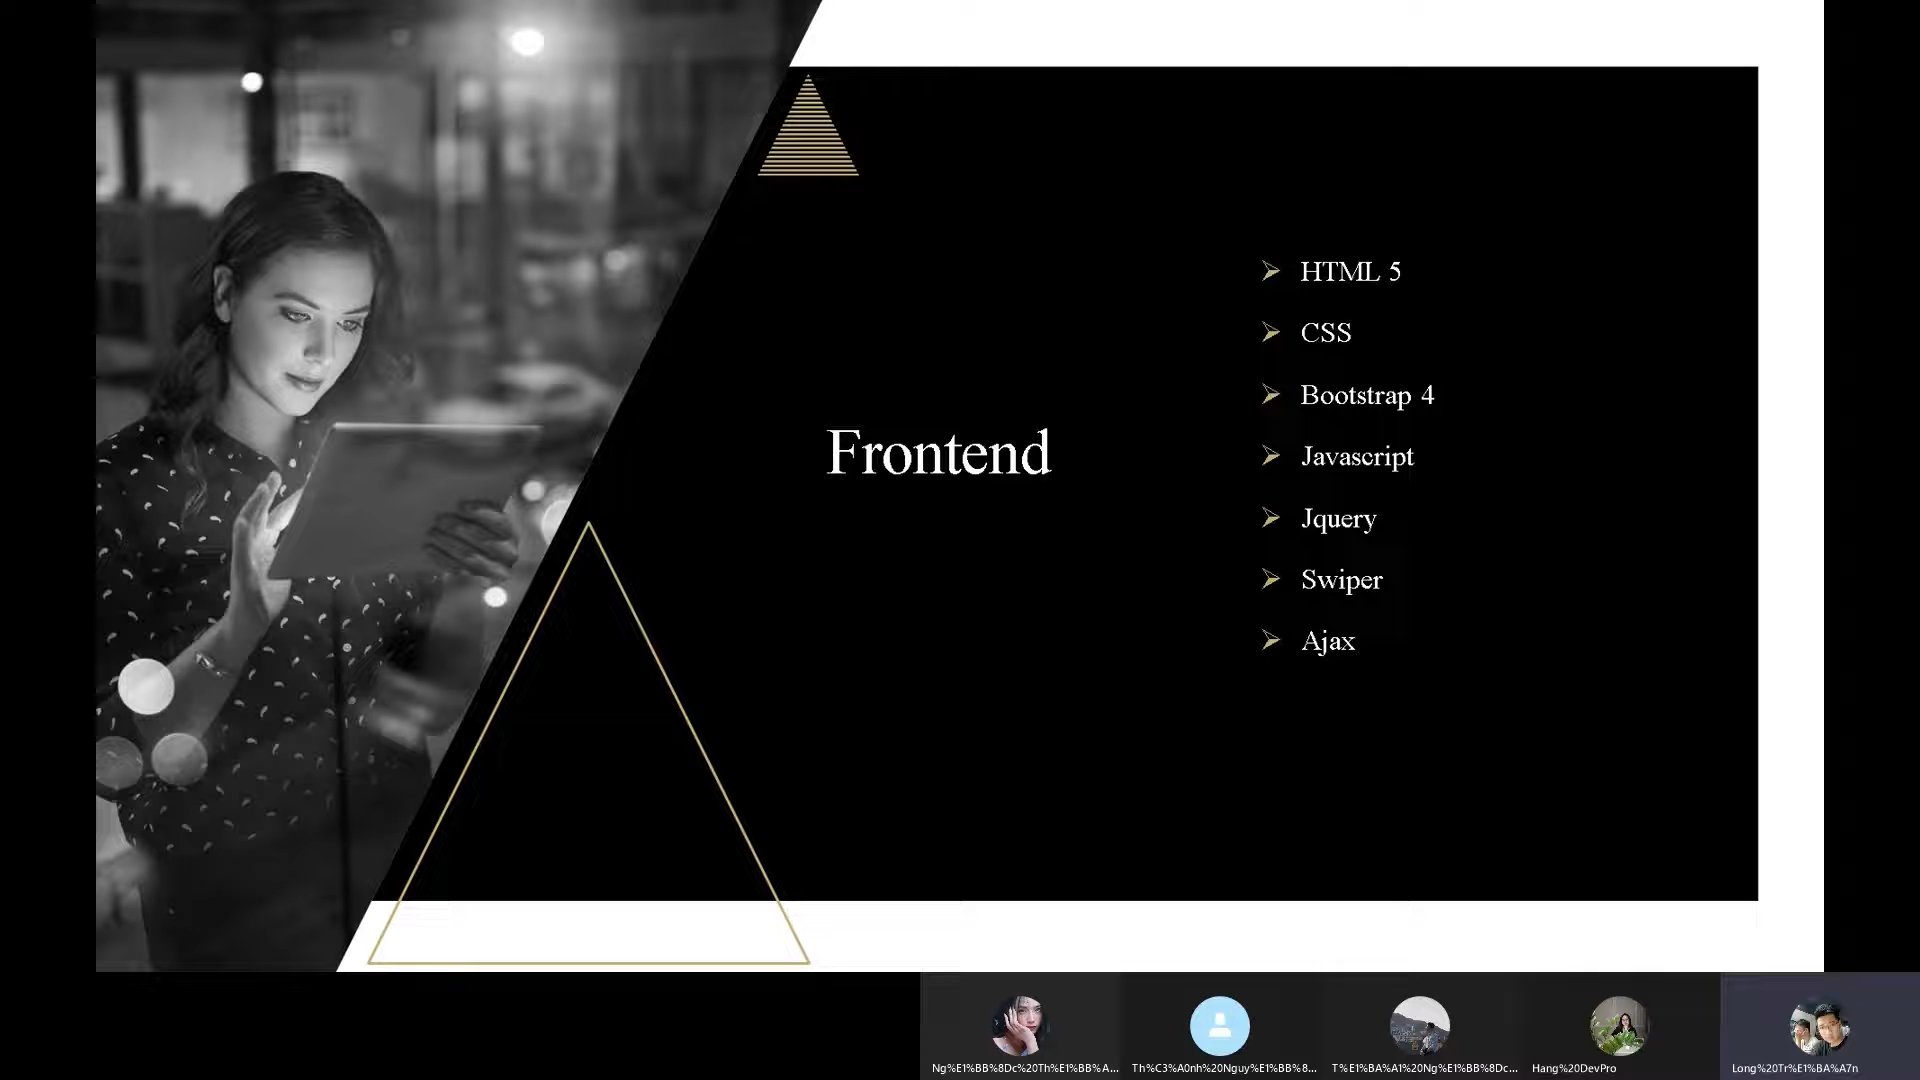 Frontend
HTML 5
CSS
Bootstrap 4
Javascript
Jquery
Swiper
Ajax
Ng%E1%BB%8Dc%20Th%E1%BB%A...
Th%C3%A0nh%20Nguy%E1%BB%8...
T%E1%BA%A1%20Ng%E1%BB%8Dc...
Hang%20DevPro
Long%20Tr%E1%BA%A7n